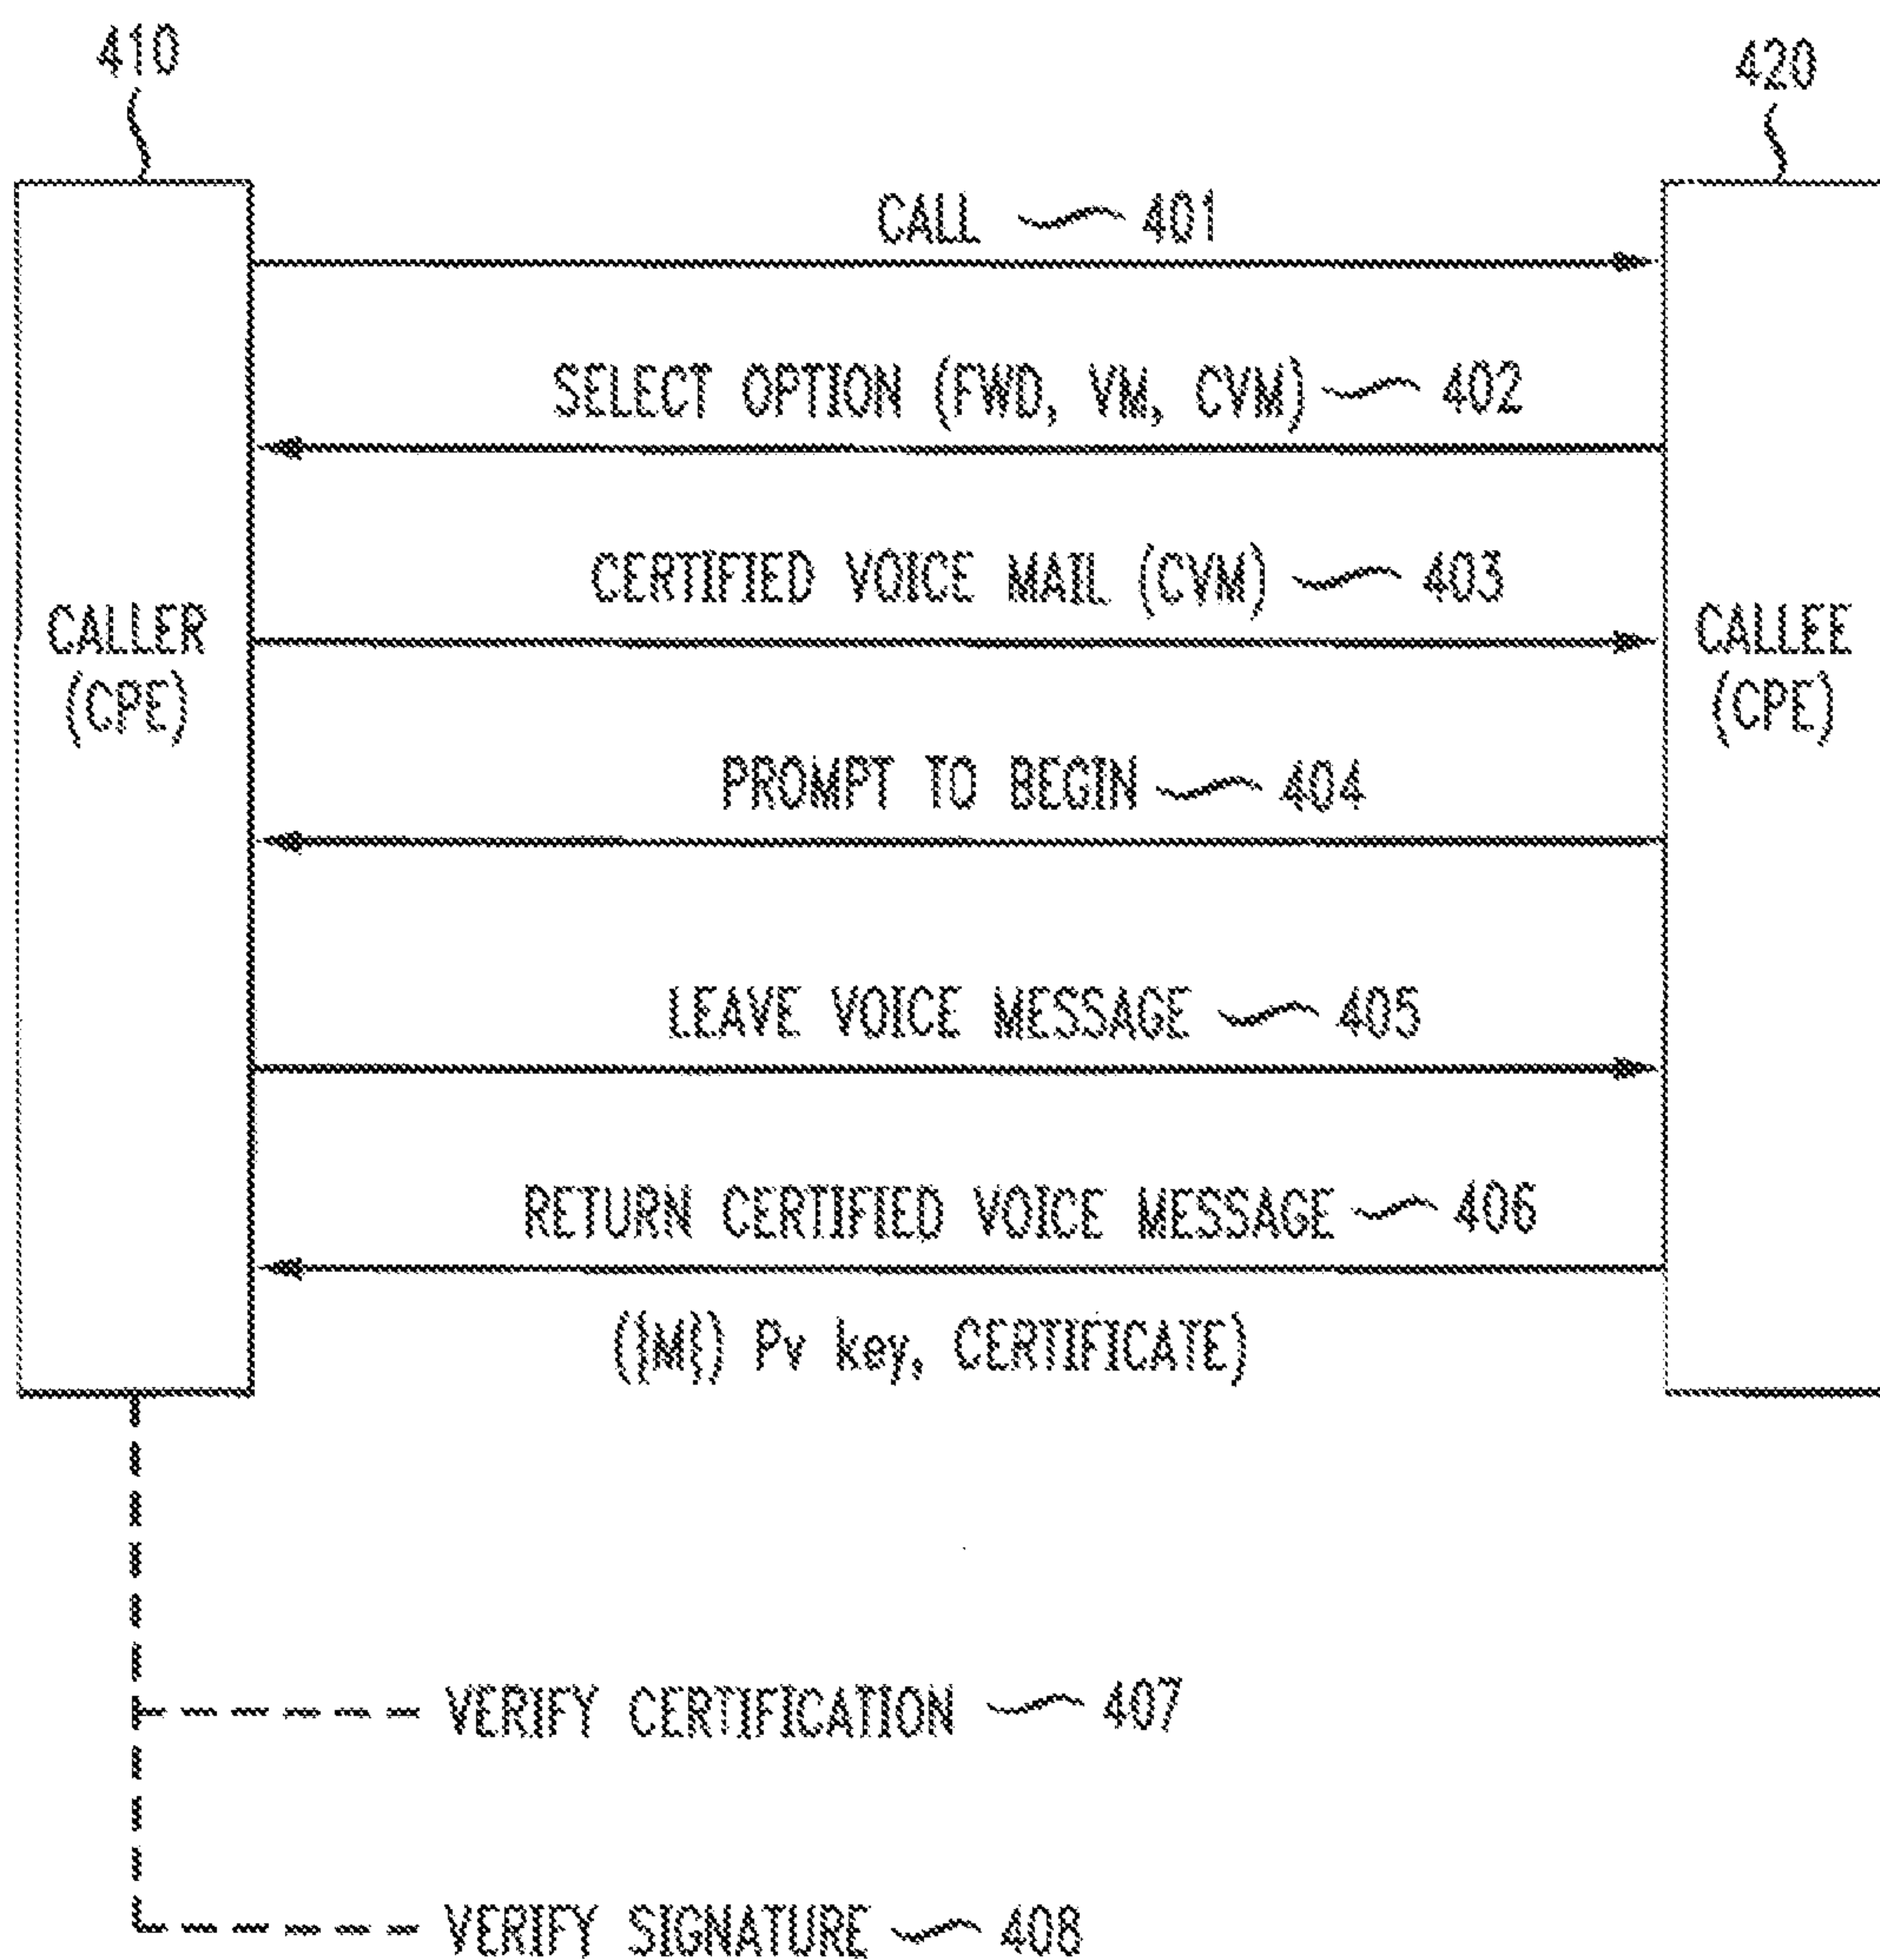 410
420
CALL 401
SELECT OPTION (FWD, VM, CVM) 402
CERTIFIED VOICE MAIL (CVM) 403
CALLER
(CPE)
CALLEE
(CPE)
PROMPT TO BEGIN 404
LEAVE VOICE MESSAGE 405
RETURN CERTIFIED VOICE MESSAGE 406
({M}) Pv key, CERTIFICATE)
VERIFY CERTIFICATION 407
VERIFY SIGNATURE 408